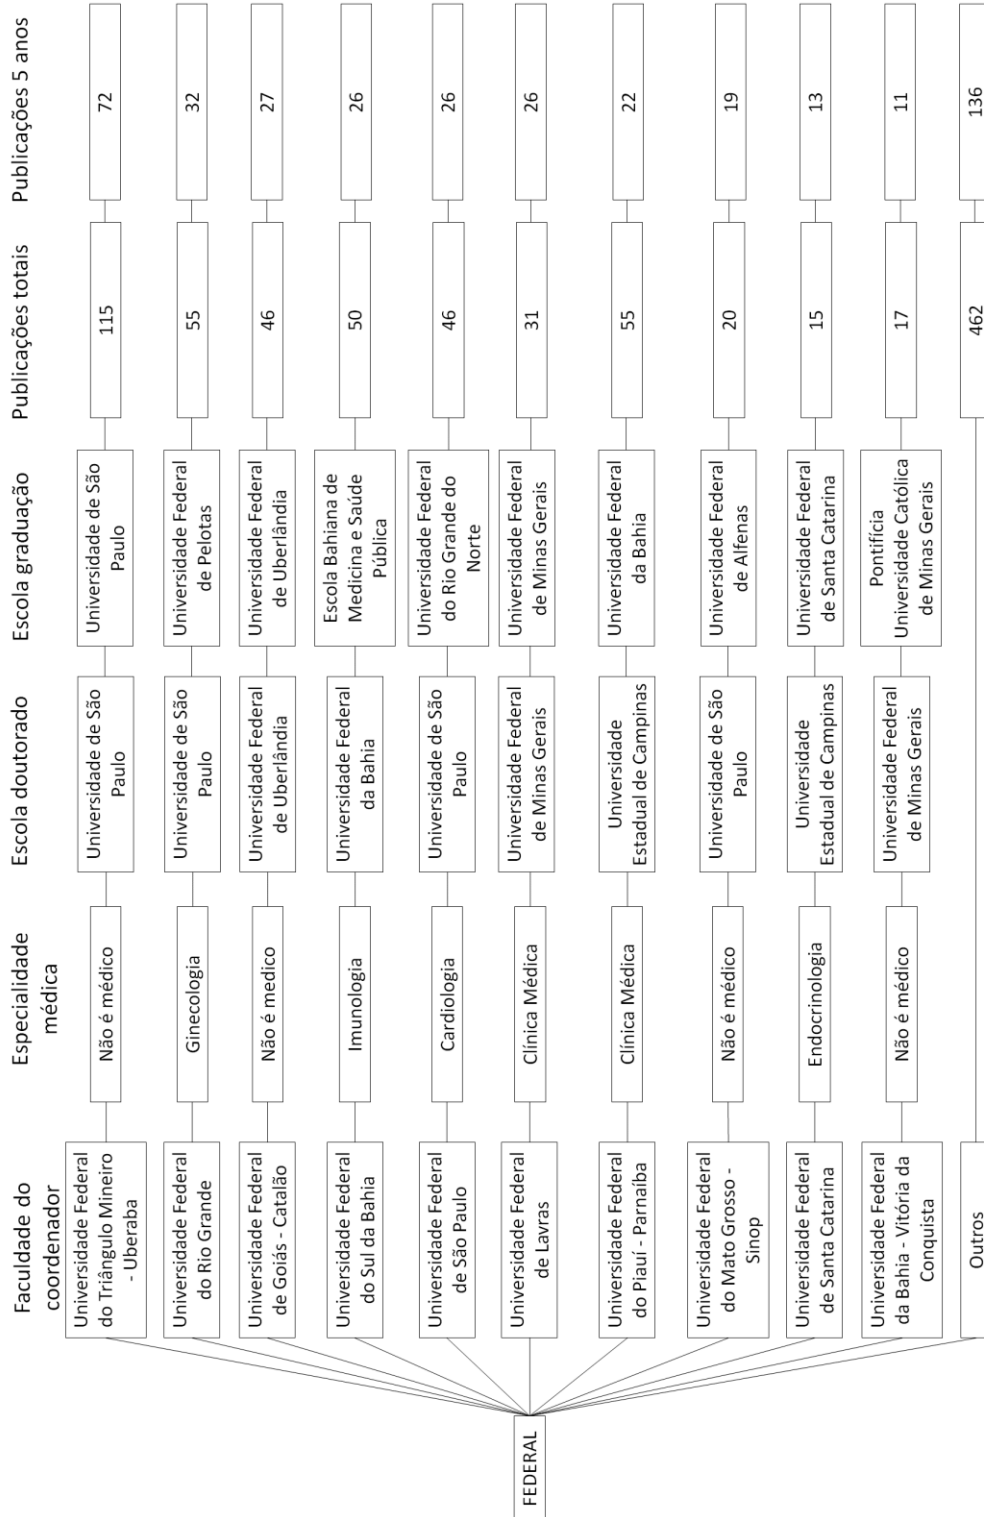 Faculdade do
coordenador
Especialidade
médica
Escola doutorado
Escola graduação
Publicações totais
Publicações 5 anos
FEDERAL
Universidade Federal
do Triângulo Mineiro
- Uberaba
Não é médico
Universidade de São
Paulo
Universidade de São
Paulo
115
72
Universidade Federal
do Rio Grande
Ginecologia
Universidade de São
Paulo
Universidade Federal
de Pelotas
55
32
Universidade Federal
de Goiás - Catalão
Não é medico
Universidade Federal
de Uberlândia
Universidade Federal
de Uberlândia
46
27
Universidade Federal
do Sul da Bahia
Imunologia
Universidade Federal
da Bahia
Escola Bahiana de
Medicina e Saúde
Pública
50
26
Universidade Federal
de São Paulo
Cardiologia
Universidade de São
Paulo
Universidade Federal
do Rio Grande do
Norte
46
26
Universidade Federal
de Lavras
Clínica Médica
Universidade Federal
de Minas Gerais
Universidade Federal
de Minas Gerais
31
26
Universidade Federal
do Piauí - Parnaíba
Clínica Médica
Universidade
Estadual de Campinas
Universidade Federal
da Bahia
55
22
Universidade Federal
do Mato Grosso -
Sinop
Não é médico
Universidade de São
Paulo
Universidade Federal
de Alfenas
20
19
Universidade Federal
de Santa Catarina
Endocrinologia
Universidade
Estadual de Campinas
Universidade Federal
de Santa Catarina
15
13
Universidade Federal
da Bahia - Vitória da
Conquista
Não é médico
Universidade Federal
de Minas Gerais
Pontifícia
Universidade Católica
de Minas Gerais
17
11
Outros
462
136